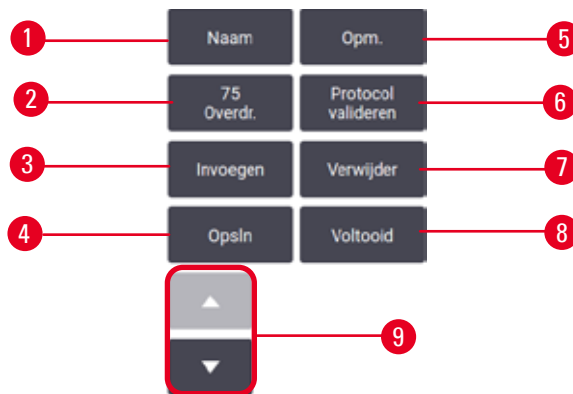 1
Naam
Opm.
5
2
75
Overdr.
Protocol
valideren
6
3
Invoegen
Verwijder
7
4
Opsln
Voltooid
8
9